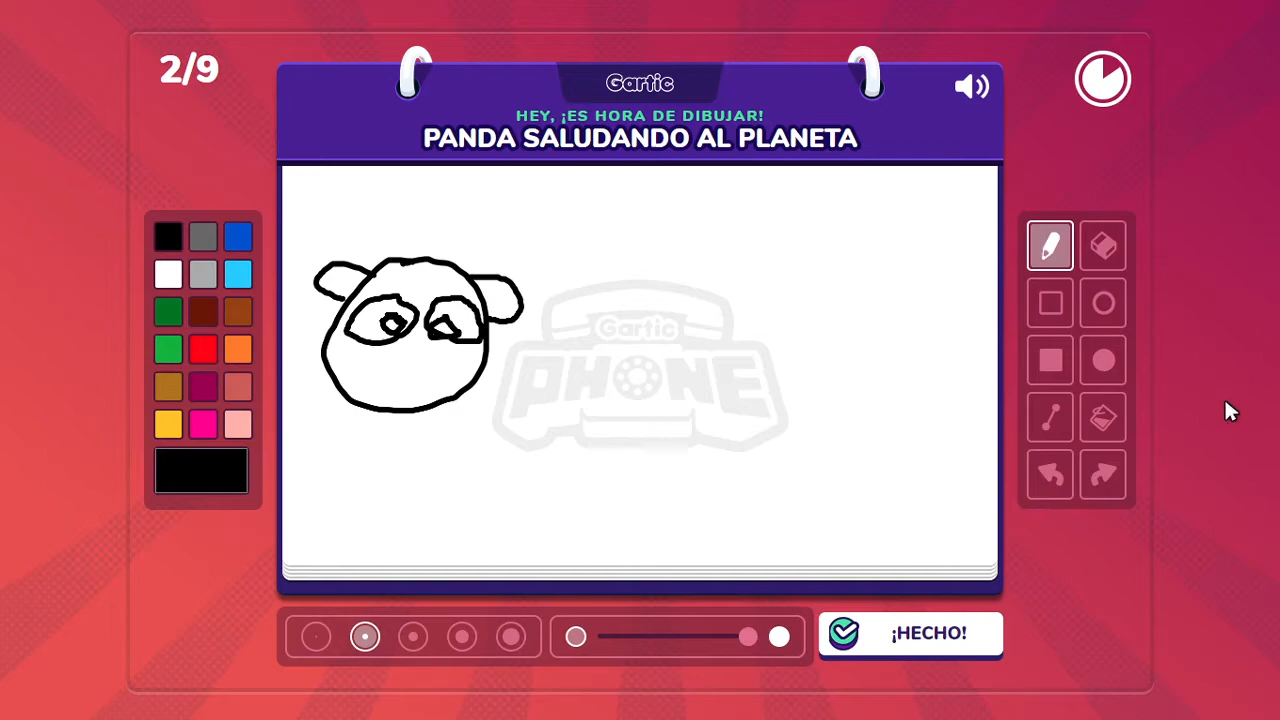 2/9
Gartic
HEY, ¡ES HORA DE DIBUJAR!
PANDA SALUDANDO AL PLANETA
Gartic
PHONE
¡HECHO!